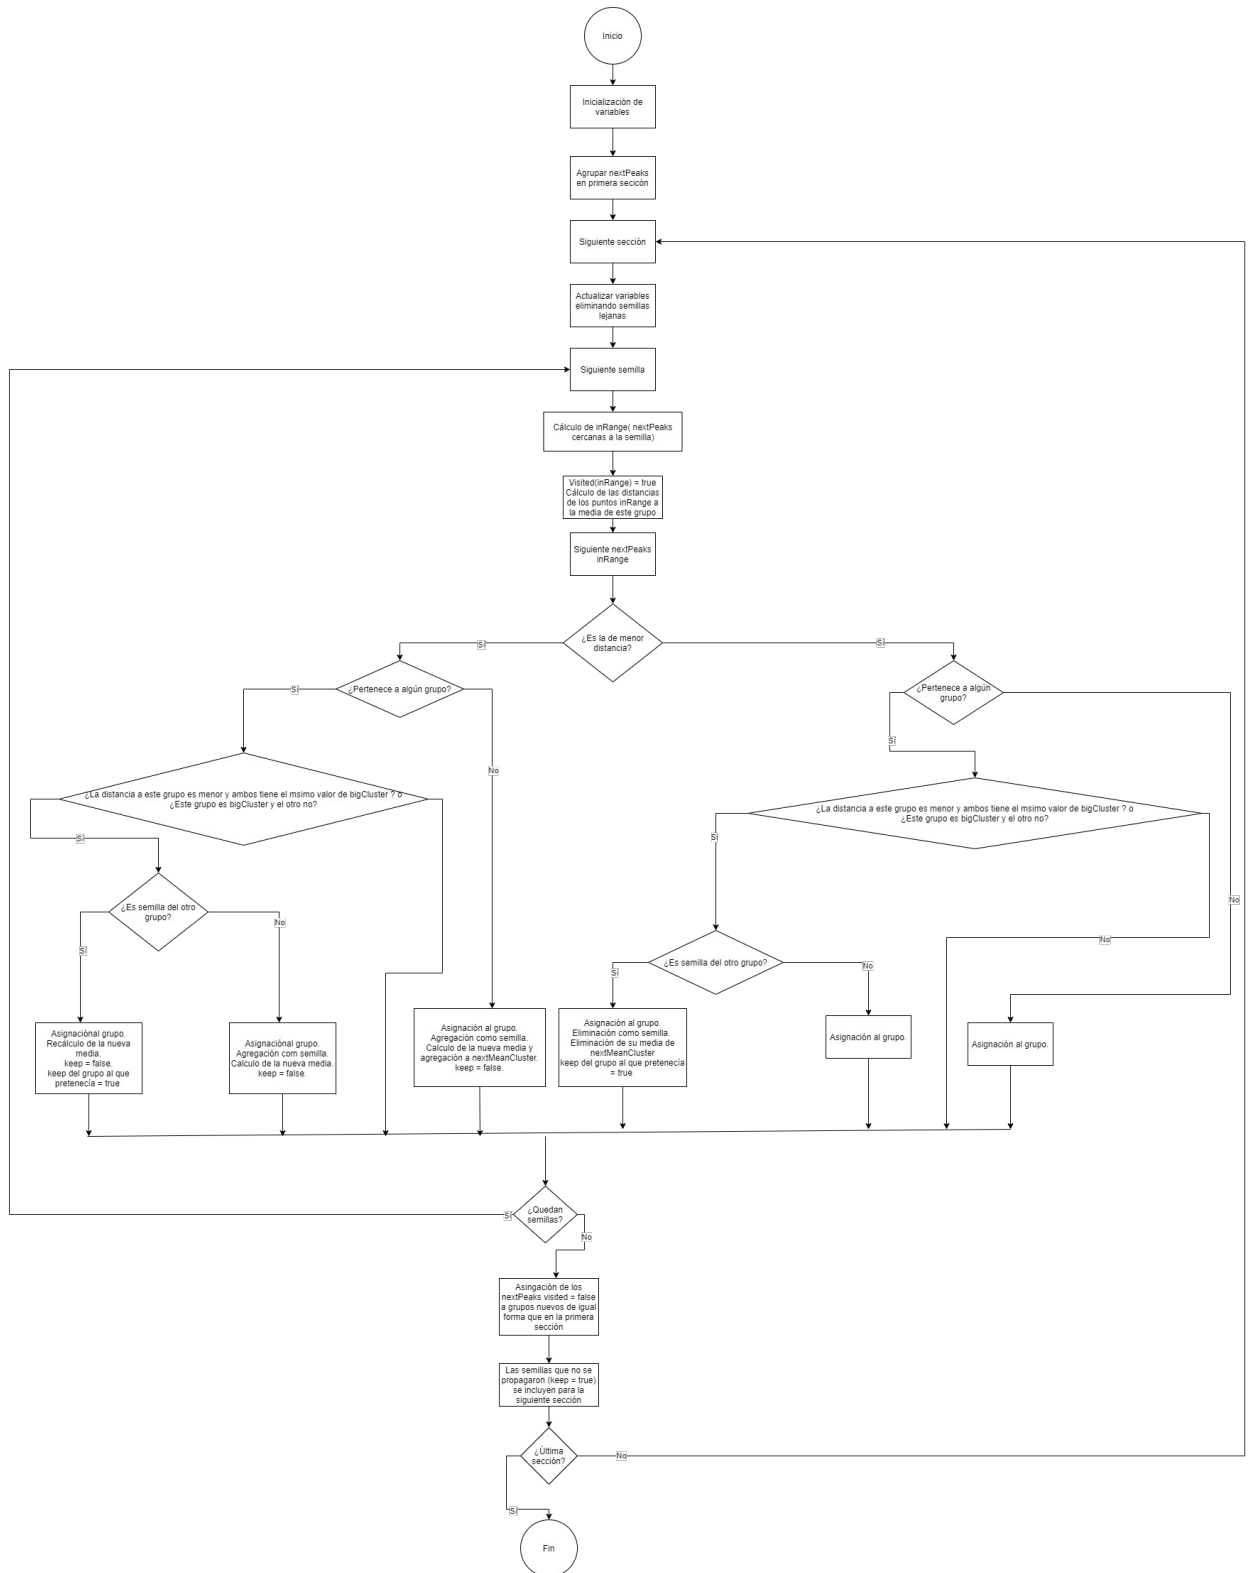 Inicio
Inicialización de
variables
Agrupar nextPeaks
en primera secicón
Siguiente sección
Actualizar variables
eliminando semillas
lejanas
Siguiente semilla
Cálculo de inRange( nextPeaks
cercanas a la semilla)
Visited(inRange) = true
Cálculo de las distancias
de los puntos inRange a
la media de este grupo
Siguiente nextPeaks
inRange
¿Es la de menor
distancia?
Sí
Sí
¿Pertenece a algún grupo?
Sí
No
¿Pertenece a algún
grupo?
Sí
No
¿La distancia a este grupo es menor y ambos tiene el msimo valor de bigCluster ? o
¿Este grupo es bigCluster y el otro no?
Sí
¿La distancia a este grupo es menor y ambos tiene el msimo valor de bigCluster ? o
¿Este grupo es bigCluster y el otro no?
Sí
No
¿Es semilla del otro
grupo?
Sí
No
¿Es semilla del otro grupo?
Sí
No
Asignaciónal grupo.
Recálculo de la nueva
media.
keep = false.
keep del grupo al que
pretenecía = true
Asignaciónal grupo.
Agregación com semilla.
Calculo de la nueva media.
keep = false.
Asignación al grupo.
Agregación como semilla.
Calculo de la nueva media y
agregación a nextMeanCluster.
keep = false.
Asignación al grupo.
Eliminación como semilla.
Eliminación de su media de
nextMeanCluster
keep del grupo al que pretenecía
= true
Asignación al grupo.
Asignación al grupo.
¿Quedan
semillas?
Sí
No
Asingación de los
nextPeaks visited = false
a grupos nuevos de igual
forma que en la primera
sección
Las semillas que no se
propagaron (keep = true)
se incluyen para la
siguiente sección
¿Última
sección?
No
Sí
Fin